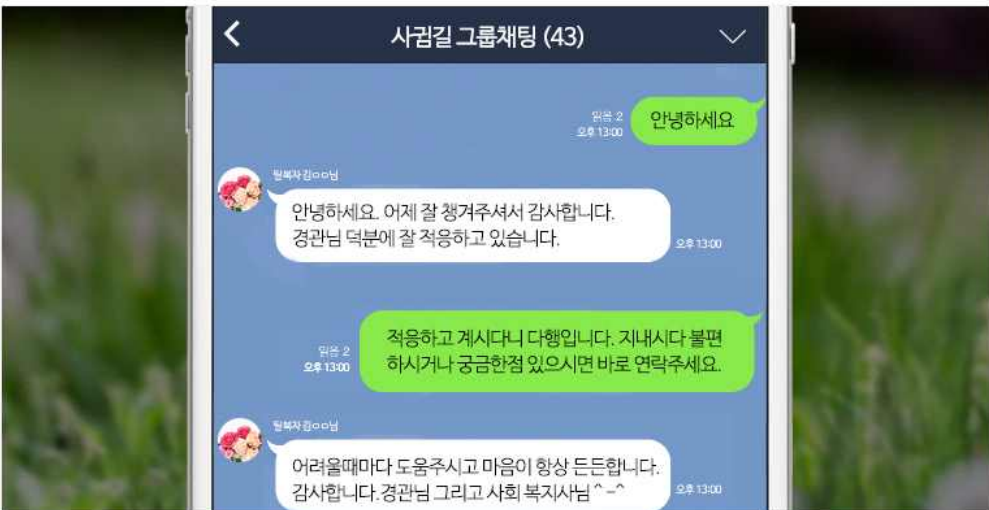 사귐길 그룹채팅 (43)
읽음 2
오후 13:00
안녕하세요
탈북자김ㅇㅇ님
안녕하세요. 어제 잘 챙겨주셔서 감사합니다.
경관님 덕분에 잘 적응하고 있습니다.
오후 13:00
적응하고 계시다니 다행입니다. 지내시다 불편
하시거나 궁금한점 있으시면 바로 연락주세요.
읽음 2
오후 13:00
탈북자김ㅇㅇ님
어려울때마다 도움주시고 마음이 항상 든든합니다.
감사합니다.경관님 그리고 사회 복지사님 ^ -^
오후 13:00